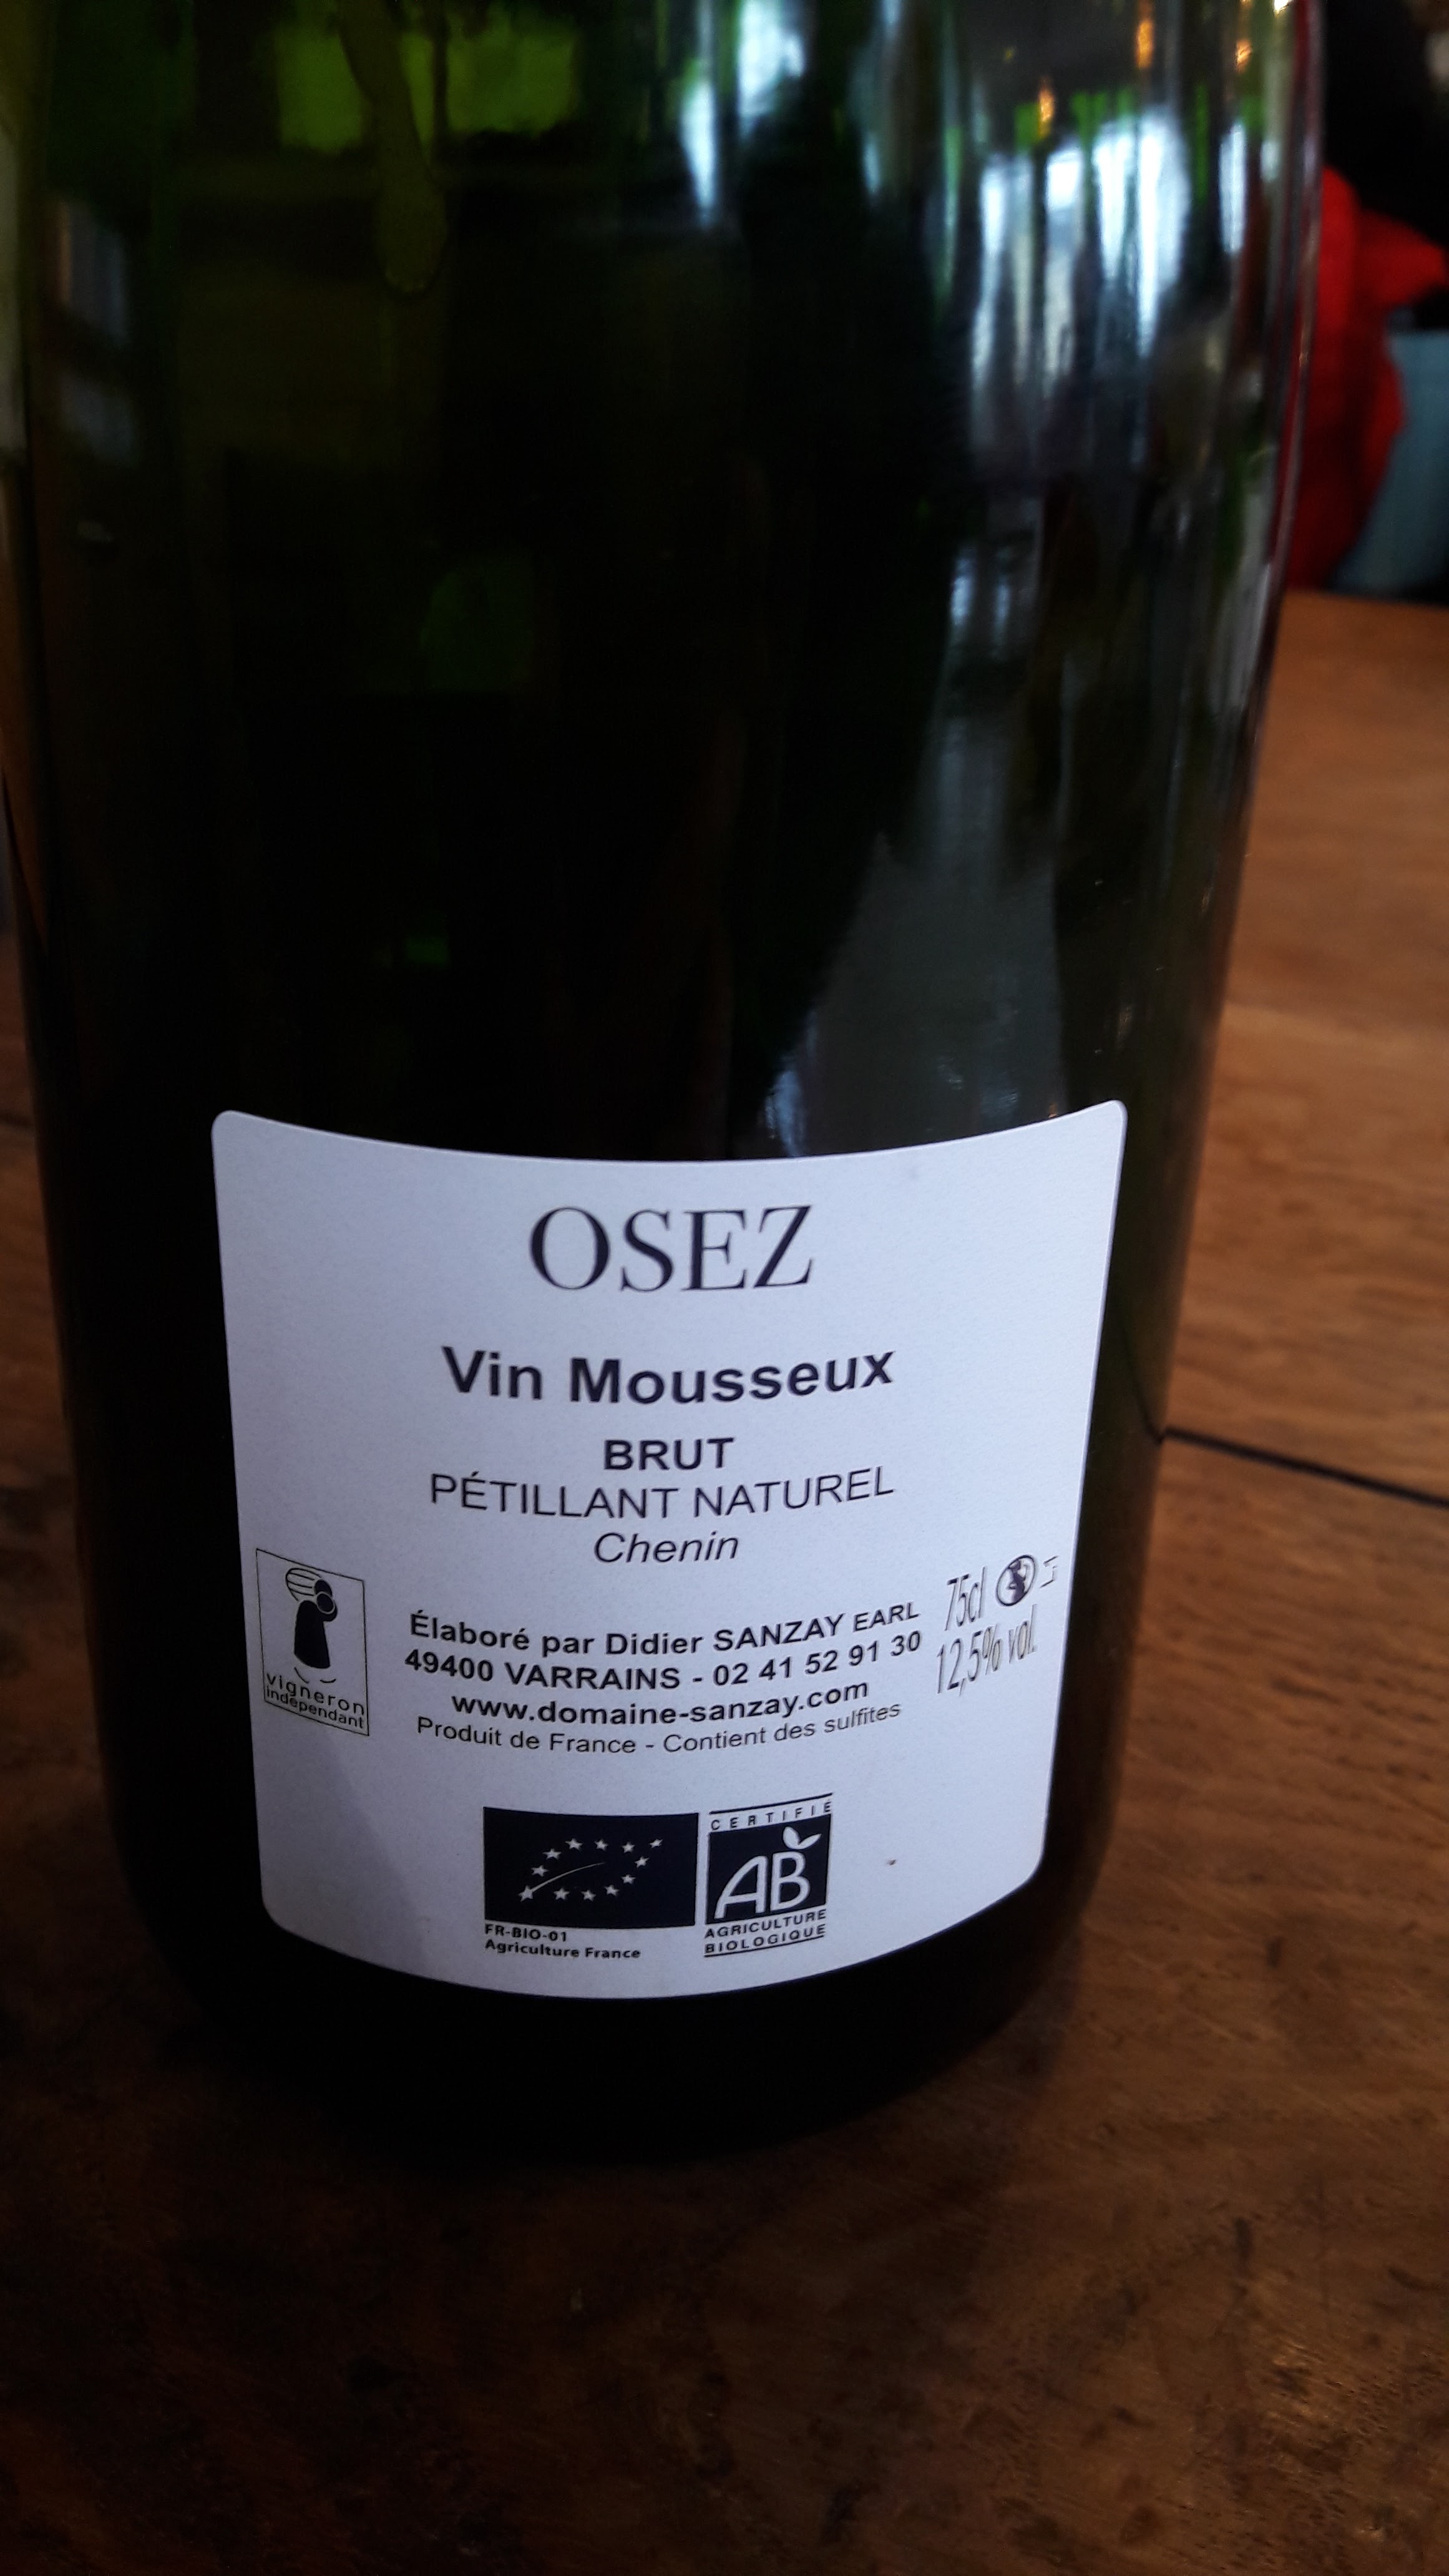 OSEZ
Vin Mousseux
BRUT
PÉTILLANT NATUREL
Chenin
vigneron
indépendant
Élaboré par Didier SANZAY EARL
49400 VARRAINS - 02 41 52 91 30
www.domaine-sanzay.com
Produit de France - Contient des sulfites
75cl
12,5% vol.
FR-BIO-01
Agriculture France
CERTIFIÉ
AB
AGRICULTURE
BIOLOGIQUE